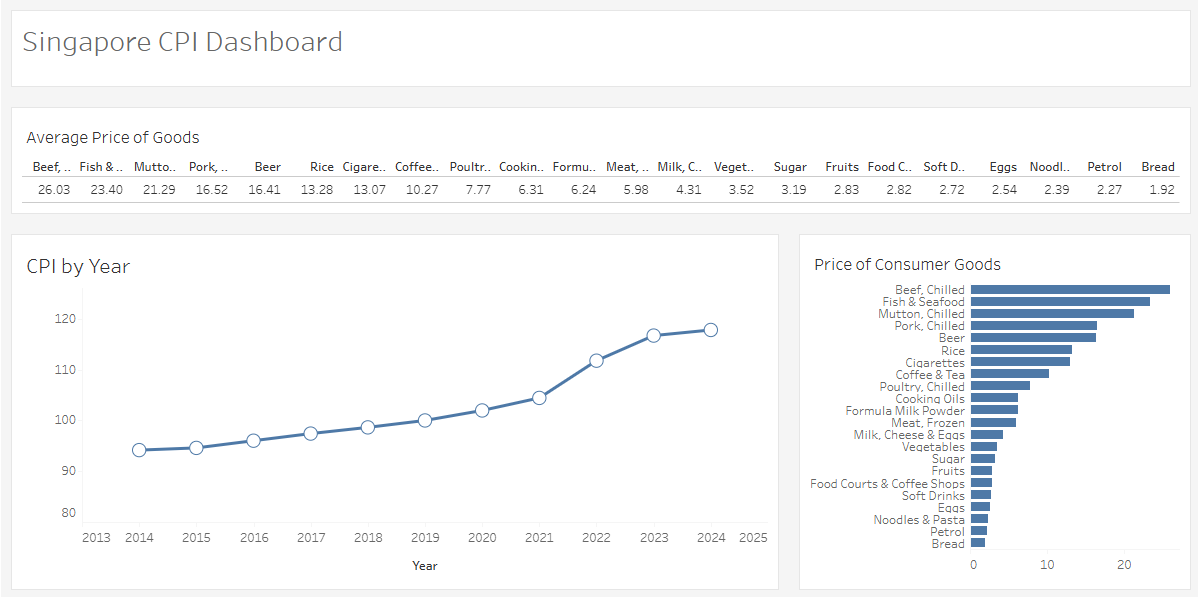 Singapore CPI Dashboard
Average Price of Goods
Beef, .. Fish & .. Mutto.. Pork, .. Beer Rice Cigare.. Coffee.. Poultr.. Cookin.. Formu.. Meat, .. Milk, C.. Veget.. Sugar Fruits Food C.. Soft D.. Eggs Noodl.. Petrol Bread
26.03 23.40 21.29 16.52 16.41 13.28 13.07 10.27 7.77 6.31 6.24 5.98 4.31 3.52 3.19 2.83 2.82 2.72 2.54 2.39 2.27 1.92
CPI by Year
120
110
100
90
80
2013 2014 2015 2016 2017 2018 2019 2020 2021 2022 2023 2024 2025
Year
Price of Consumer Goods
Beef, Chilled
Fish & Seafood
Mutton, Chilled
Pork, Chilled
Beer
Rice
Cigarettes
Coffee & Tea
Poultry, Chilled
Cooking Oils
Formula Milk Powder
Meat, Frozen
Milk, Cheese & Eggs
Vegetables
Sugar
Fruits
Food Courts & Coffee Shops
Soft Drinks
Eggs
Noodles & Pasta
Petrol
Bread
0 10 20